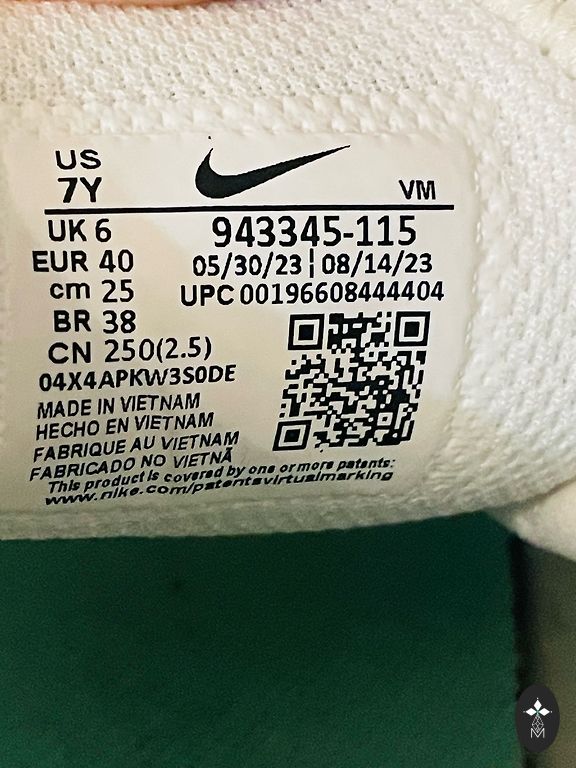 US
7Y
VM
UK 6
943345-115
EUR 40
05/30/23 | 08/14/23
cm 25
UPC 00196608444404
BR 38
CN 250(2.5)
04X4APKW3S0DE
MADE IN VIETNAM
HECHO EN VIETNAM
FABRIQUE AU VIETNAM
FABRICADO NO VIETNÃ
This product is covered by one or more patents:
www.nike.com/patentsvirtualmarking
M